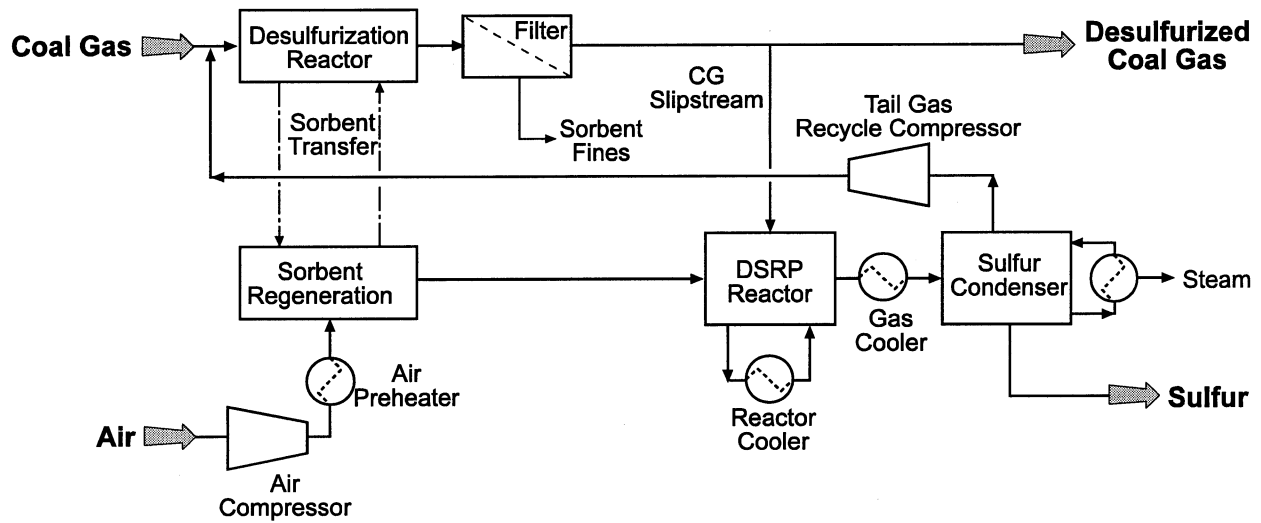 Coal Gas
Desulfurization
Reactor
Filter
Desulfurized
Coal Gas
CG
Slipstream
Tail Gas
Recycle Compressor
Sorbent
Transfer
Sorbent
Fines
Sorbent
Regeneration
DSRP
Reactor
Sulfur
Condenser
Steam
Gas
Cooler
Air
Preheater
Reactor
Cooler
Sulfur
Air
Air
Compressor